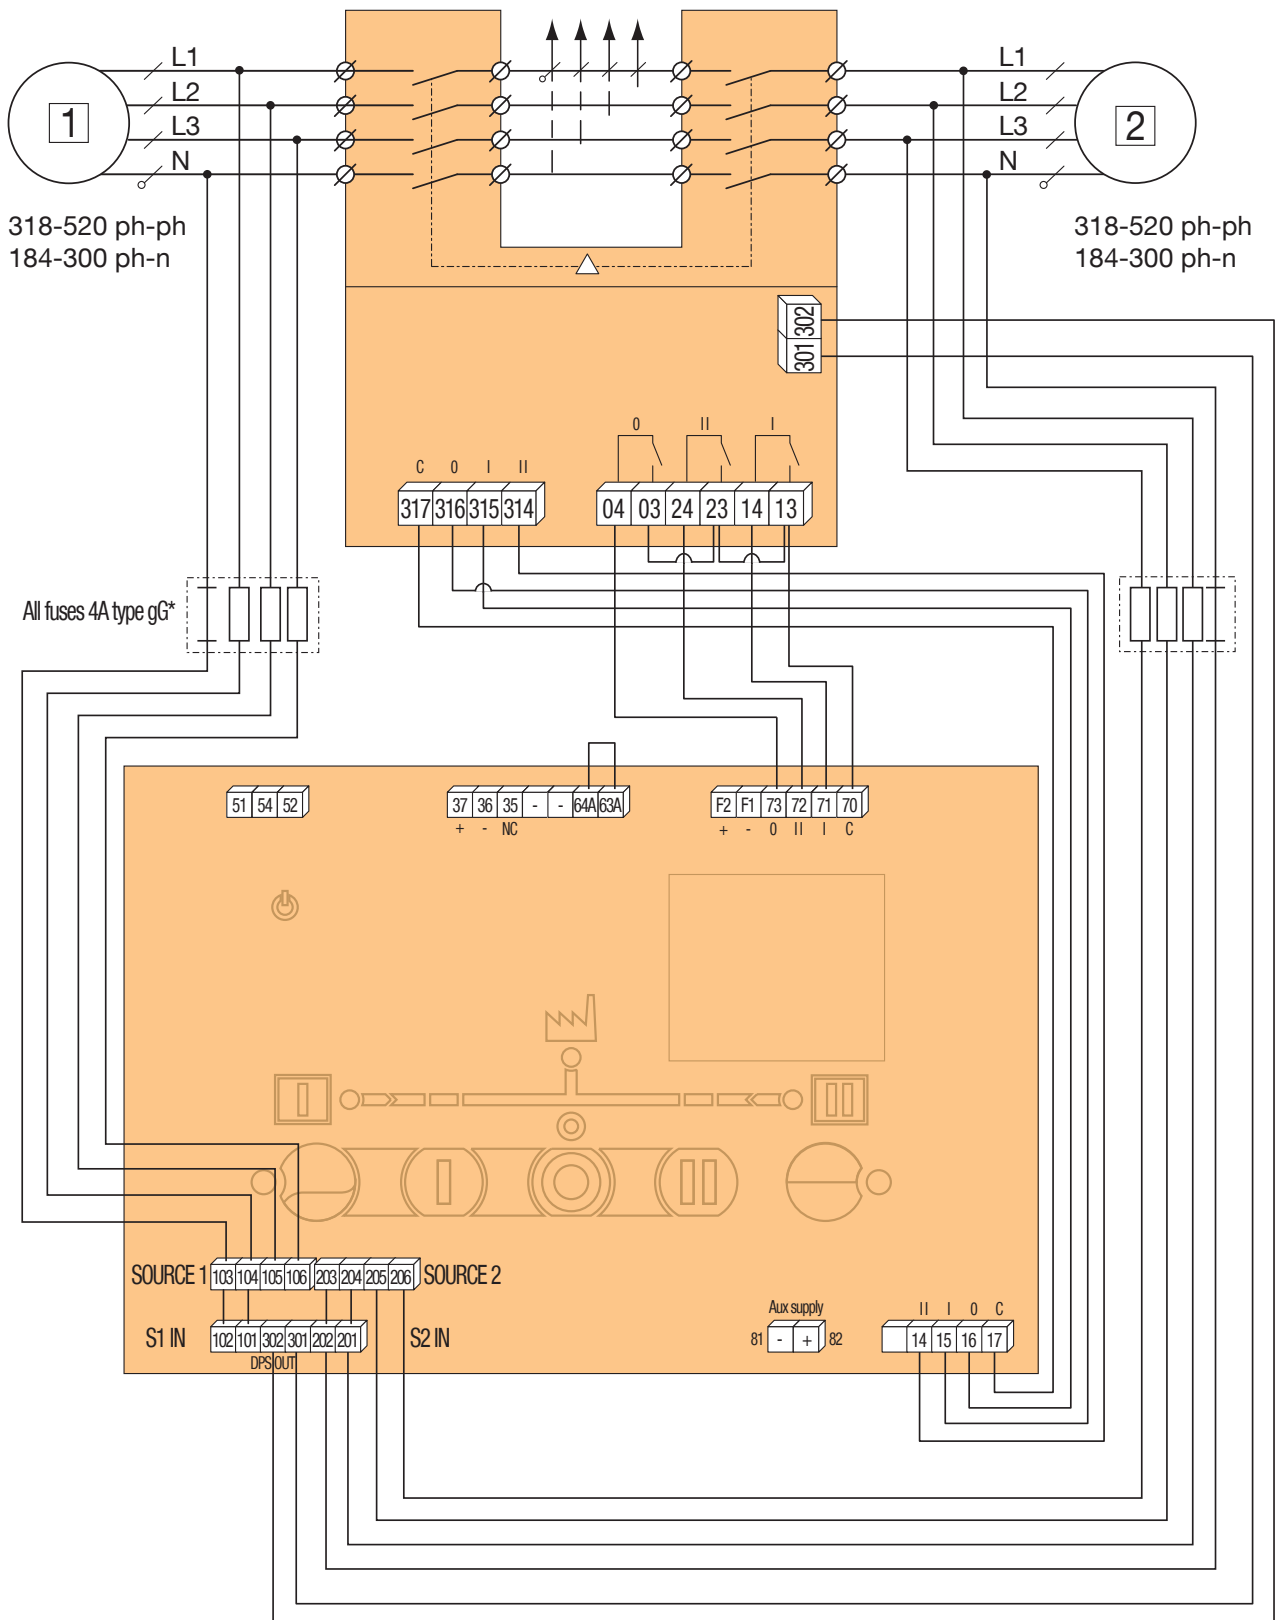 L1 L1
L2 L2
1 L3 L3 2
N N
318-520 ph-ph 318-520 ph-ph
184-300 ph-n 184-300 ph-n
302
301
0 II I
C 0 I II
317 316 315 314 04 03 24 23 14 13
All fuses 4A type gG*
51 54 52 37 36 35 - - 64A 63A F2 F1 73 72 71 70
+ - NC + - 0 II I C
SOURCE 1 103 104 105 106 203 204 205 206 SOURCE 2
Aux supply II I 0 C
S1 IN 102 101 302 301 202 201 S2 IN 81 - + 82 14 15 16 17
DPS OUT